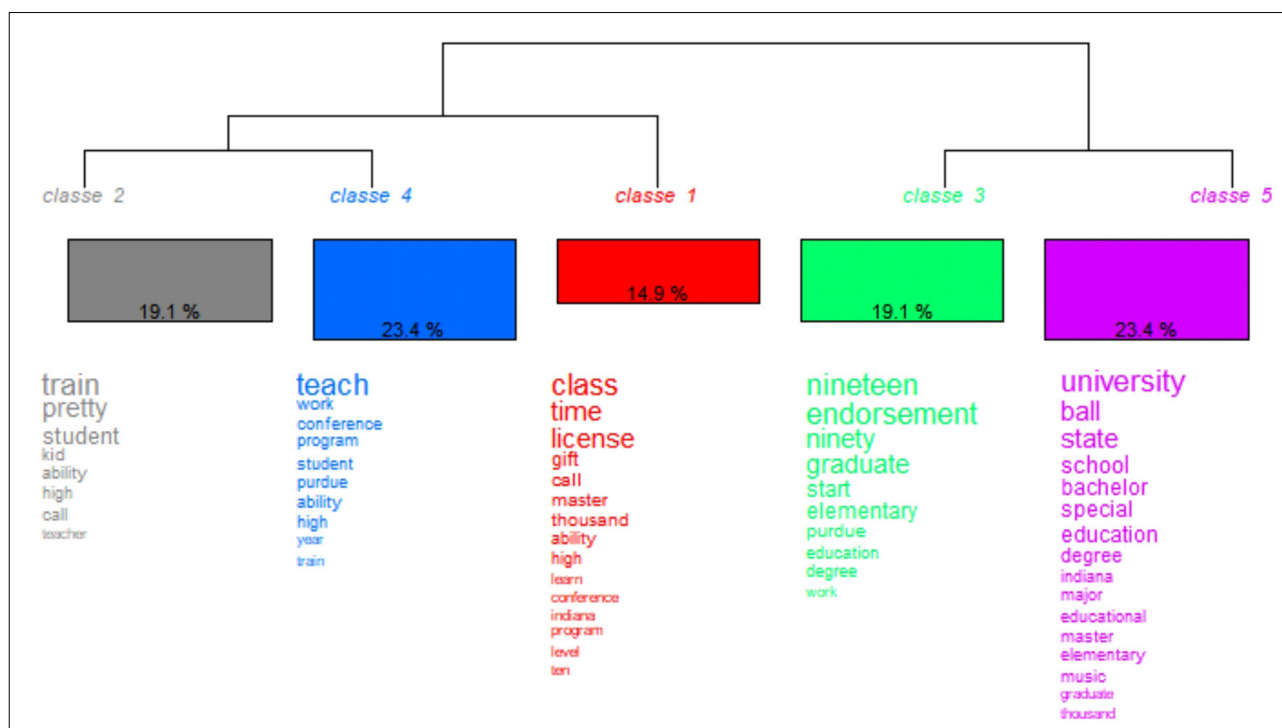 classe 2 classe 4 classe 1 classe 3 classe 5
19.1 % 23.4 % 14.9 % 19.1 % 23.4 %
train
pretty
student
kid
ability
high
call
teacher
teach
work
conference
program
student
purdue
ability
high
year
train
class
time
license
gift
call
master
thousand
ability
high
learn
conference
indiana
program
level
ten
nineteen
endorsement
ninety
graduate
start
elementary
purdue
education
degree
work
university
ball
state
school
bachelor
special
education
degree
indiana
major
educational
master
elementary
music
graduate
thousand